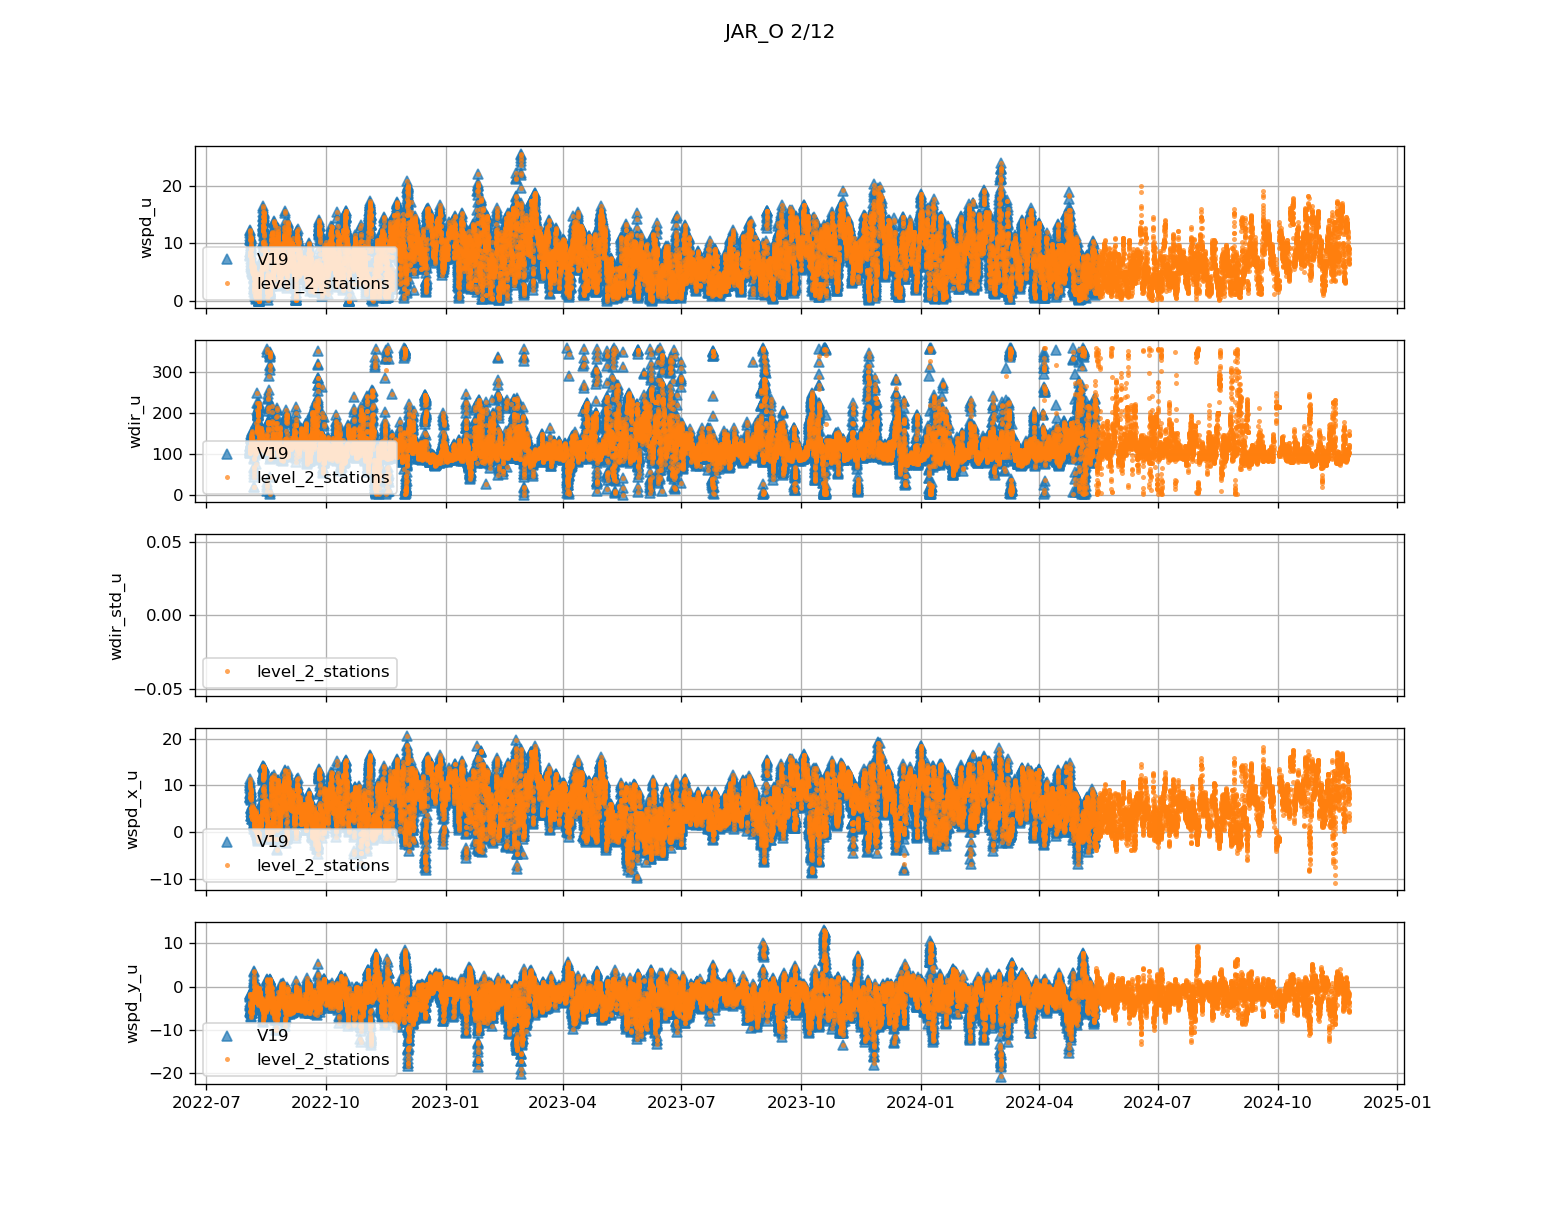 JAR_O 2/12
wspd_u
20
10
0
V19
level_2_stations
wdir_u
300
200
100
0
V19
level_2_stations
wdir_std_u
0.05
0.00
−0.05
level_2_stations
wspd_x_u
20
10
0
−10
V19
level_2_stations
wspd_y_u
10
0
−10
−20
V19
level_2_stations
2022-07 2022-10 2023-01 2023-04 2023-07 2023-10 2024-01 2024-04 2024-07 2024-10 2025-01